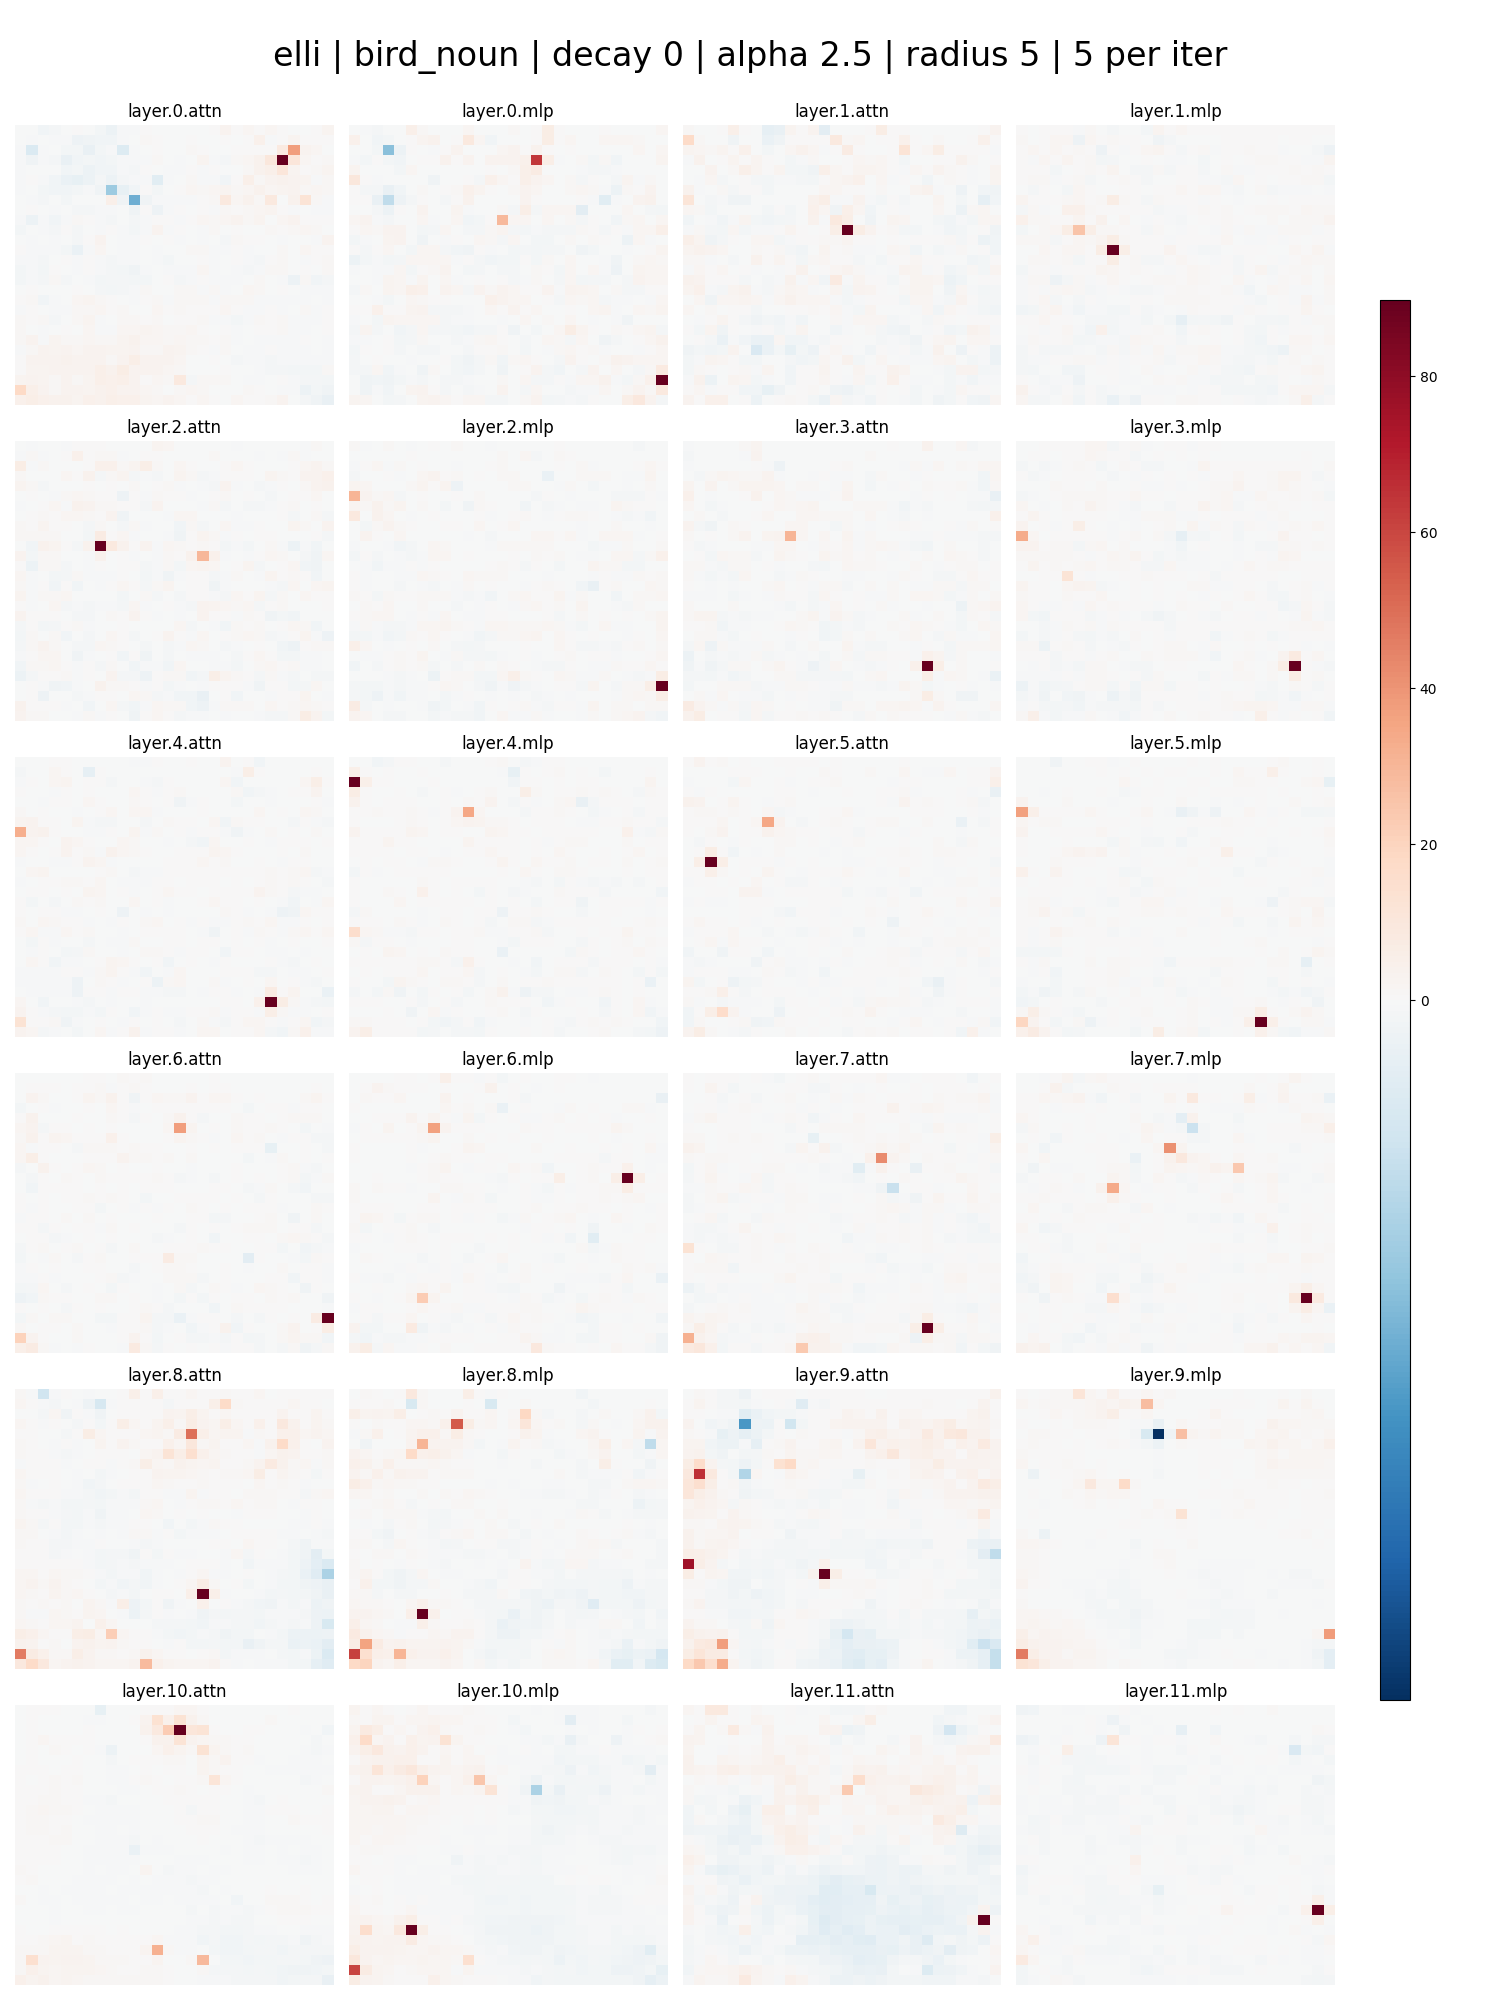 elli | bird_noun | decay 0 | alpha 2.5 | radius 5 | 5 per iter
layer.0.attn
layer.0.mlp
layer.1.attn
layer.1.mlp
layer.2.attn
layer.2.mlp
layer.3.attn
layer.3.mlp
layer.4.attn
layer.4.mlp
layer.5.attn
layer.5.mlp
layer.6.attn
layer.6.mlp
layer.7.attn
layer.7.mlp
layer.8.attn
layer.8.mlp
layer.9.attn
layer.9.mlp
layer.10.attn
layer.10.mlp
layer.11.attn
layer.11.mlp
80
60
40
20
0